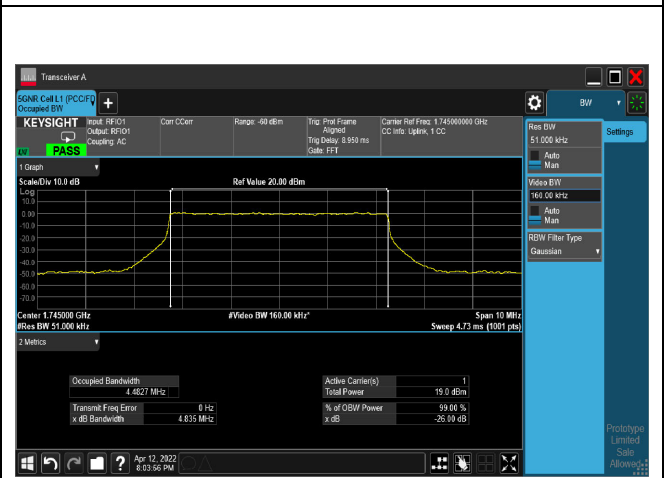 Transceiver A
5GNR Cell L1 (PCC/FD
Occupied BW
BW
KEYSIGHT
Input: RFIO1
Output: RFIO1
Coupling: AC
Corr CCorr
Range: -60 dBm
Trig: Prot Frame
Aligned
Trig Delay: 8.950 ms
Gate: FFT
Carrier Ref Freq: 1.745000000 GHz
CC Info: Uplink, 1 CC
PASS
Res BW
51.000 kHz
Auto
Man
Settings
Video BW
160.00 kHz
Auto
Man
RBW Filter Type
Gaussian
1 Graph
Scale/Div 10.0 dB
Ref Value 20.00 dBm
Log
10.0
0.00
-10.0
-20.0
-30.0
-40.0
-50.0
-60.0
-70.0
Center 1.745000 GHz
#Video BW 160.00 kHz*
Span 10 MHz
#Res BW 51.000 kHz
Sweep 4.73 ms (1001 pts)
2 Metrics
Occupied Bandwidth
4.4827 MHz
Active Carrier(s) 1
Total Power 19.0 dBm
Transmit Freq Error 0 Hz
x dB Bandwidth 4.835 MHz
% of OBW Power 99.00 %
x dB -26.00 dB
Prototype
Limited
Sale
Allowed
Apr 12, 2022
8:03:56 PM